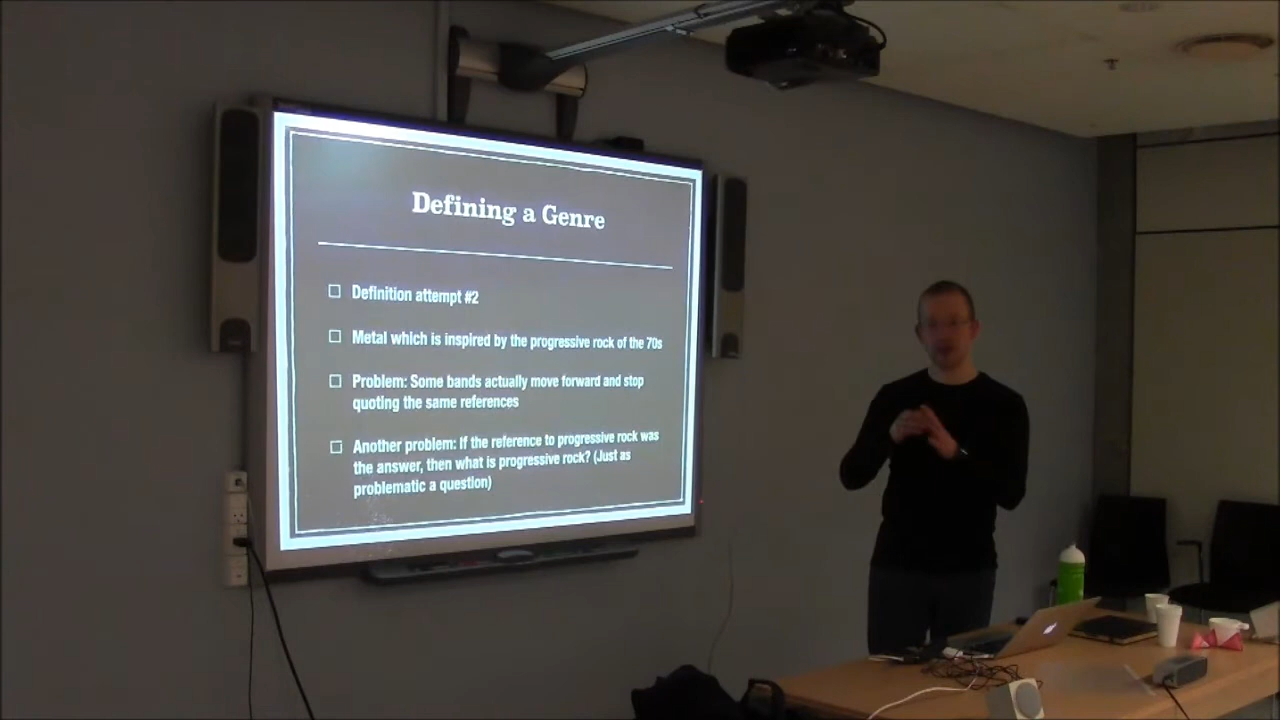 Defining a Genre
Definition attempt #2
Metal which is inspired by the progressive rock of the 70s
Problem: Some bands actually move forward and stop
quoting the same references
Another problem: If the reference to progressive rock was
the answer, then what is progressive rock? (Just as
problematic a question)